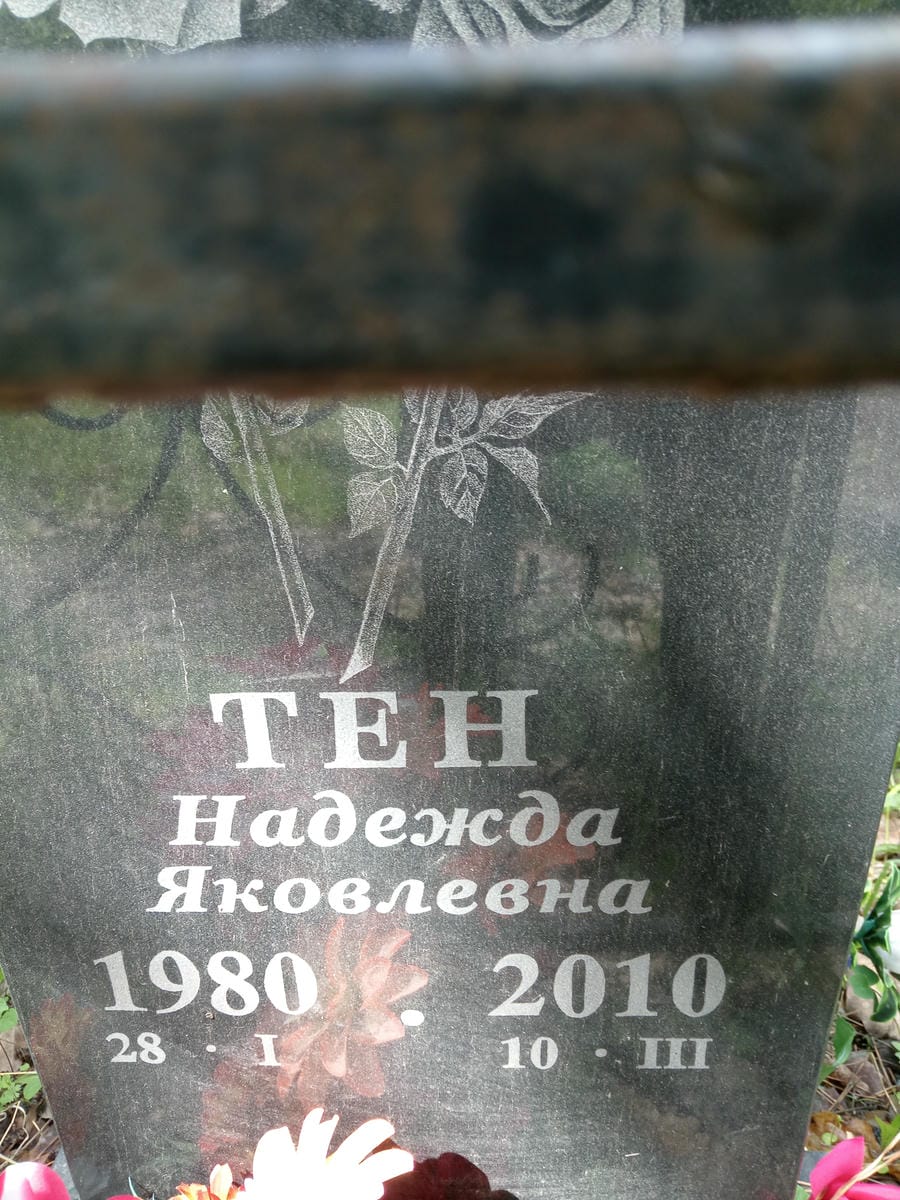 ТЕН
Надежда
Яковлевна
1980 . 2010
28 · I 10 · III